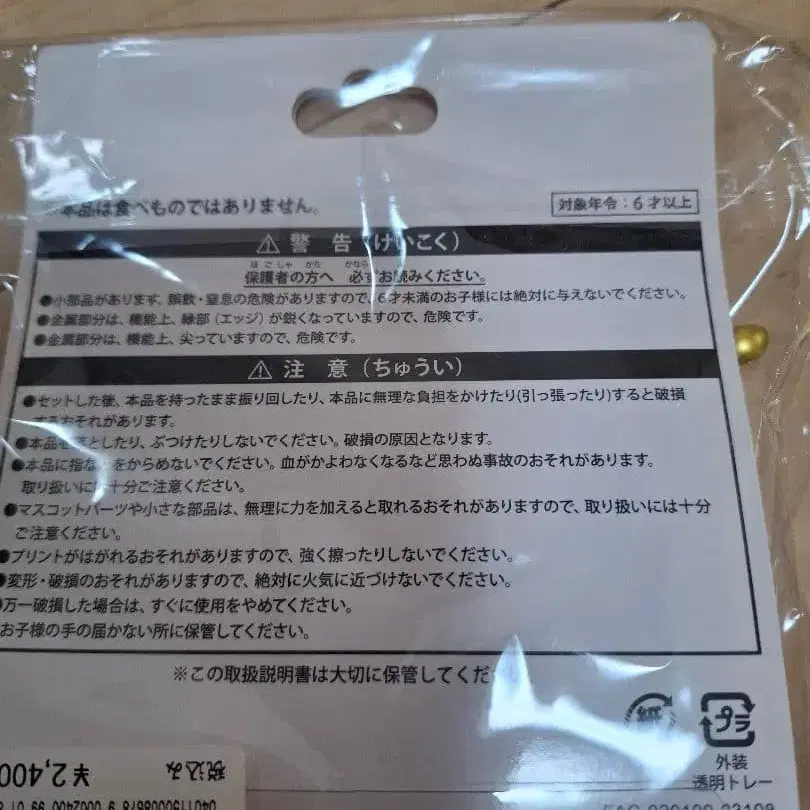 ※本品は食べものではありません。
対象年令：6才以上
⚠ 警 告 (けいこく)
保護者の方へ 必ずお読みください。
●小部品があります。誤飲・窒息の危険がありますので、6才未満のお子様には絶対に与えないでください。
●金属部分は、機能上、縁部（エッジ）が鋭くなっていますので、危険です。
●金属部分は、機能上、尖っていますので、危険です。
⚠ 注 意 (ちゅうい)
●セットした後、本品を持ったまま振り回したり、本品に無理な負担をかけたり(引っ張ったり)すると破損
するおそれがあります。
●本品を落としたり、ぶつけたりしないでください。破損の原因となります。
●本品に指などをからめないでください。血がかよわなくなるなど思わぬ事故のおそれがあります。
取り扱いには十分ご注意ください。
●マスコットパーツや小さな部品は、無理に力を加えると取れるおそれがありますので、取り扱いには十分
ご注意ください。
●プリントがはがれるおそれがありますので、強く擦ったりしないでください。
●変形・破損のおそれがありますので、絶対に火気に近づけないでください。
●万一破損した場合は、すぐに使用をやめてください。
お子様の手の届かない所に保管してください。
※この取扱説明書は大切に保管してくだ
紙
プラ
外装
透明トレー
税込み
¥2,400